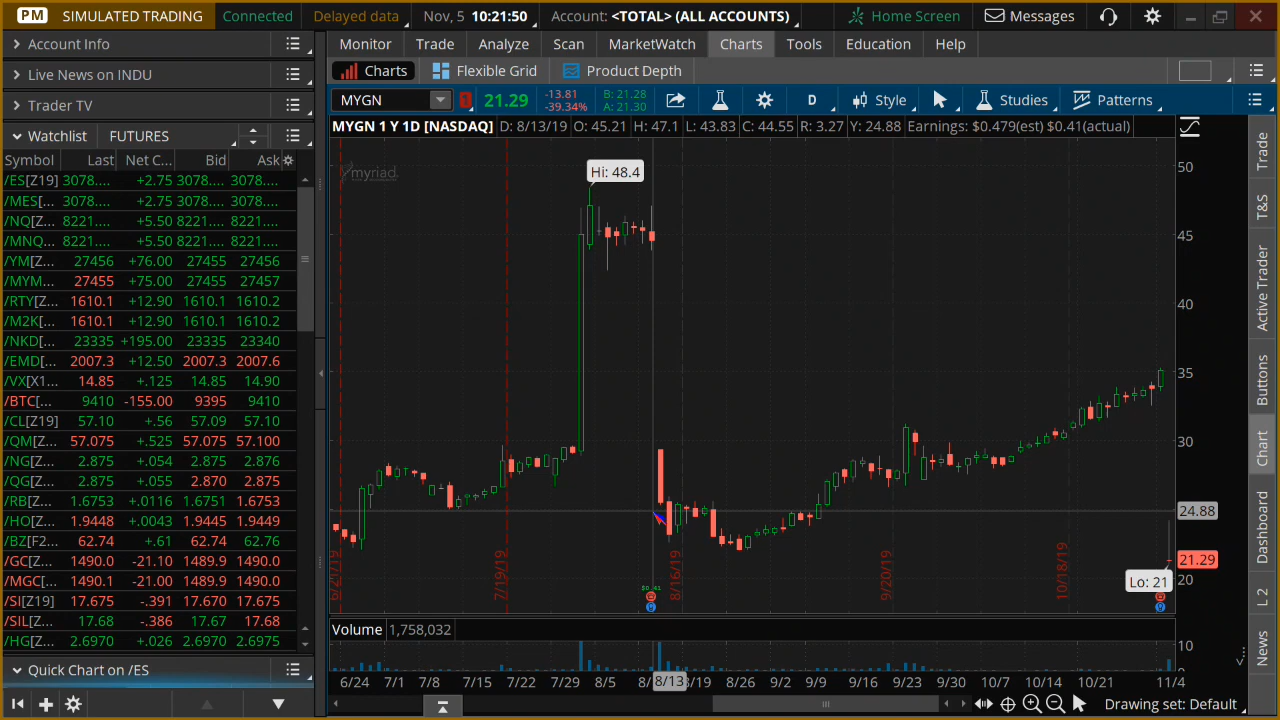 PM SIMULATED TRADING Connected Delayed data Nov, 5 10:21:50 Account: <TOTAL> (ALL ACCOUNTS) Home Screen Messages
Account Info
Live News on INDU
Trader TV
Watchlist FUTURES
Symbol Last Net C... Bid Ask
/ES[Z19] 3078.... +2.75 3078.... 3078....
/MES[... 3078.... +2.75 3078.... 3078....
/NQ[Z... 8221.... +5.50 8221.... 8221....
/MNQ... 8221.... +5.50 8221.... 8221....
/YM[Z... 27456 +76.00 27455 27456
/MYM... 27455 +75.00 27455 27457
/RTY[Z... 1610.1 +12.90 1610.1 1610.2
/M2K[... 1610.1 +12.90 1610.1 1610.2
/NKD[... 23335 +195.00 23335 23340
/EMD[... 2007.3 +12.50 2007.3 2007.6
/VX[X1... 14.85 +.125 14.85 14.90
/BTC[... 9410 -155.00 9395 9410
/CL[Z19] 57.10 +.56 57.09 57.10
/QM[Z... 57.075 +.525 57.075 57.100
/NG[Z... 2.875 +.054 2.875 2.876
/QG[Z... 2.875 +.055 2.870 2.875
/RB[Z... 1.6753 +.0116 1.6751 1.6753
/HO[Z... 1.9448 +.0043 1.9445 1.9449
/BZ[F2... 62.74 +.61 62.74 62.76
/GC[Z... 1490.0 -21.10 1489.9 1490.0
/MGC[... 1490.1 -21.00 1489.9 1490.0
/SI[Z19] 17.675 -.391 17.670 17.675
/SIL[Z... 17.68 -.386 17.67 17.68
/HG[Z... 2.6970 +.026 2.6970 2.6975
Quick Chart on /ES
Monitor Trade Analyze Scan MarketWatch Charts Tools Education Help
Charts Flexible Grid Product Depth
MYGN 1 21.29 -13.81 -39.34% B: 21.28 A: 21.30 D Style Studies Patterns
MYGN 1 Y 1D [NASDAQ] D: 8/13/19 O: 45.21 H: 47.1 L: 43.83 C: 44.55 R: 3.27 Y: 24.88 Earnings: $0.479(est) $0.41(actual)
myriad.
Hi: 48.4
50
45
40
35
30
24.88
21.29
20
Lo: 21
$0.41
6/21/19 7/19/19 8/16/19 9/20/19 10/18/19
Volume 1,758,032
10
0
6/24 7/1 7/8 7/15 7/22 7/29 8/5 8/ 8/13 /19 8/26 9/2 9/9 9/16 9/23 9/30 10/7 10/14 10/21 11/4
Drawing set: Default
Trade
T&S
Active Trader
Buttons
Chart
Dashboard
L 2
News